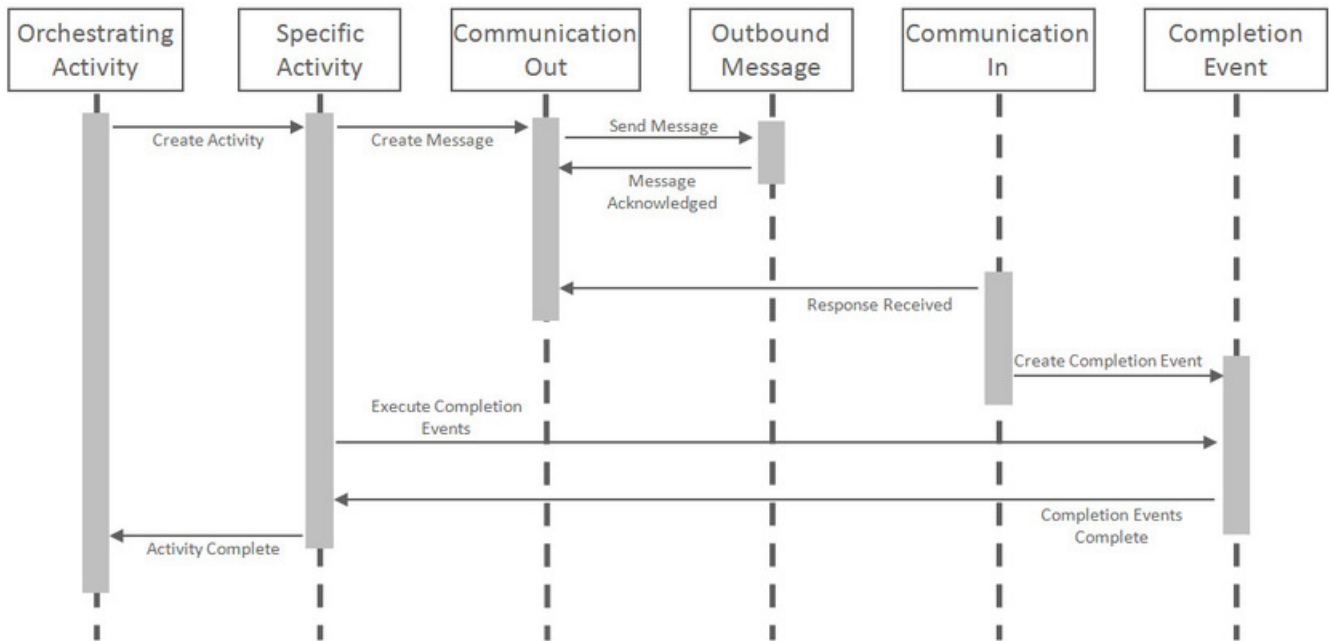 Orchestrating
Activity
Specific
Activity
Communication
Out
Outbound
Message
Communication
In
Completion
Event
Create Activity
Create Message
Send Message
Message
Acknowledged
Response Received
Create Completion Event
Execute Completion
Events
Completion Events
Complete
Activity Complete